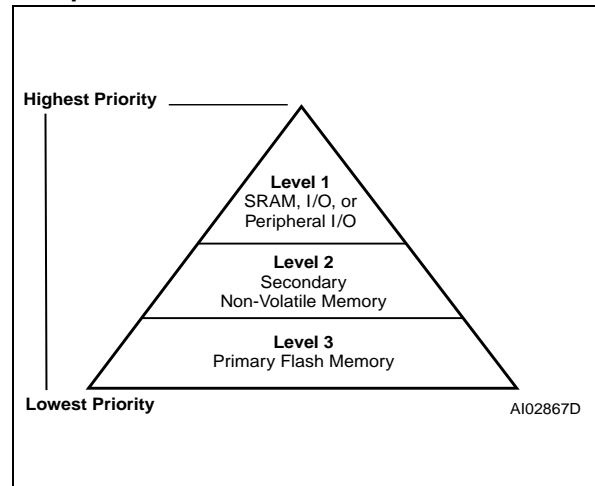 Highest Priority
Level 1
SRAM, I/O, or
Peripheral I/O
Level 2
Secondary
Non-Volatile Memory
Level 3
Primary Flash Memory
Lowest Priority
AI02867D